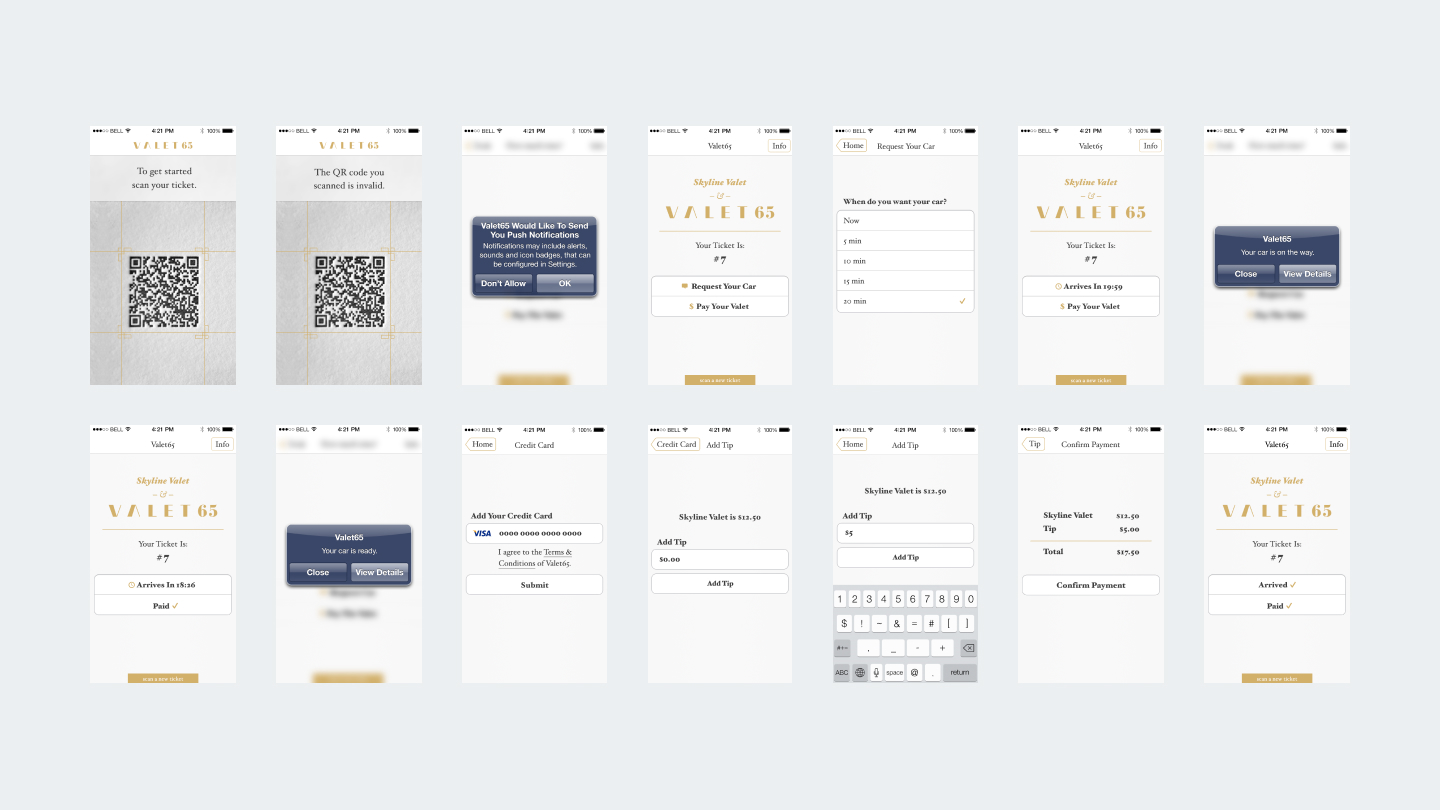 ●●●○○ BELL 4:21 PM 100%
VALET 65
To get started
scan your ticket.
●●●○○ BELL 4:21 PM 100%
VALET 65
The QR code you
scanned is invalid.
●●●○○ BELL 4:21 PM 100%
Valet65 Would Like To Send
You Push Notifications
Notifications may include alerts,
sounds and icon badges, that can
be configured in Settings.
Don't Allow OK
●●●○○ BELL 4:21 PM 100%
Valet65 Info
Skyline Valet
– & –
VALET 65
Your Ticket Is:
#7
Request Your Car
$ Pay Your Valet
scan a new ticket
●●●○○ BELL 4:21 PM 100%
Home Request Your Car
When do you want your car?
Now
5 min
10 min
15 min
20 min
●●●○○ BELL 4:21 PM 100%
Valet65 Info
Skyline Valet
– & –
VALET 65
Your Ticket Is:
#7
Arrives In 19:59
$ Pay Your Valet
scan a new ticket
●●●○○ BELL 4:21 PM 100%
Valet65
Your car is on the way.
Close View Details
●●●○○ BELL 4:21 PM 100%
Valet65 Info
Skyline Valet
– & –
VALET 65
Your Ticket Is:
#7
Arrives In 18:26
Paid ✓
scan a new ticket
●●●○○ BELL 4:21 PM 100%
Valet65
Your car is ready.
Close View Details
●●●○○ BELL 4:21 PM 100%
Home Credit Card
Add Your Credit Card
VISA 0000 0000 0000 0000
I agree to the Terms &
Conditions of Valet65.
Submit
●●●○○ BELL 4:21 PM 100%
Credit Card Add Tip
Skyline Valet is $12.50
Add Tip
$0.00
Add Tip
●●●○○ BELL 4:21 PM 100%
Home Add Tip
Skyline Valet is $12.50
Add Tip
$5
Add Tip
1 2 3 4 5 6 7 8 9 0
$ ! ~ & = # [ ]
#+= . _ - +
ABC space @ . return
●●●○○ BELL 4:21 PM 100%
Tip Confirm Payment
Skyline Valet $12.50
Tip $5.00
Total $17.50
Confirm Payment
●●●○○ BELL 4:21 PM 100%
Valet65 Info
Skyline Valet
– & –
VALET 65
Your Ticket Is:
#7
Arrived ✓
Paid ✓
scan a new ticket